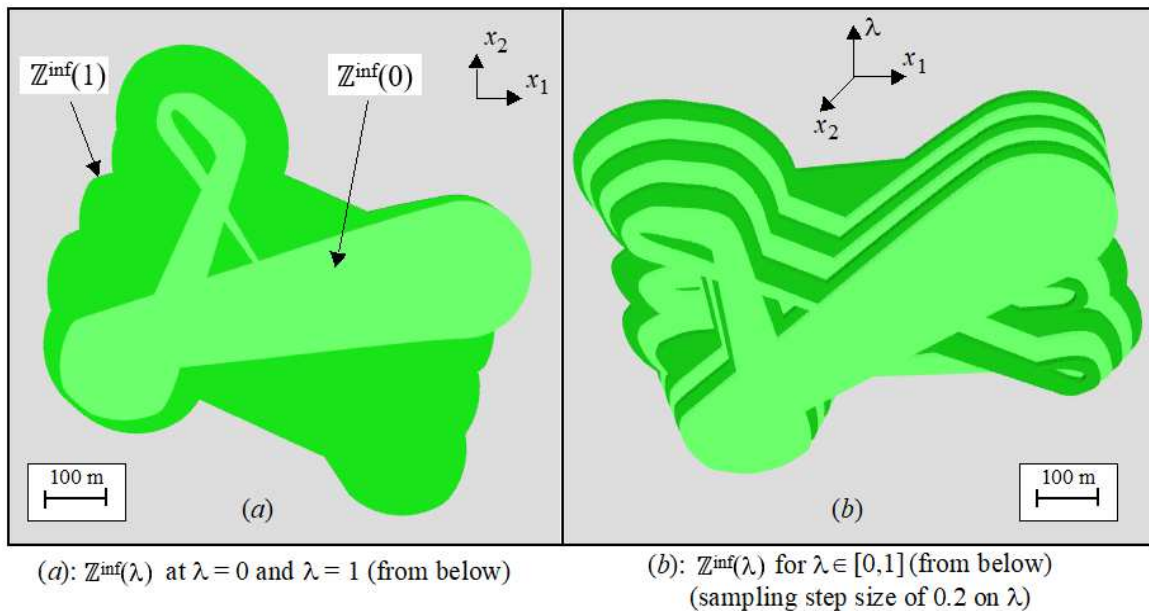 x₂
x₁
ℤⁱⁿᶠ(1)
ℤⁱⁿᶠ(0)
100 m
(a)
λ
x₁
x₂
100 m
(b)
(a): ℤⁱⁿᶠ(λ) at λ = 0 and λ = 1 (from below)
(b): ℤⁱⁿᶠ(λ) for λ ∈ [0,1] (from below)
(sampling step size of 0.2 on λ)